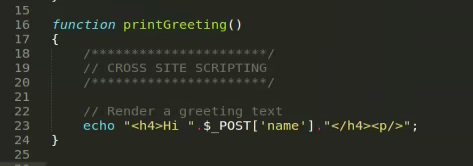 15
16 function printGreeting()
17 {
18 /**********************/
19 // CROSS SITE SCRIPTING
20 /**********************/
21
22 // Render a greeting text
23 echo "<h4>Hi ".$_POST['name']."</h4><p/>";
24 }
25